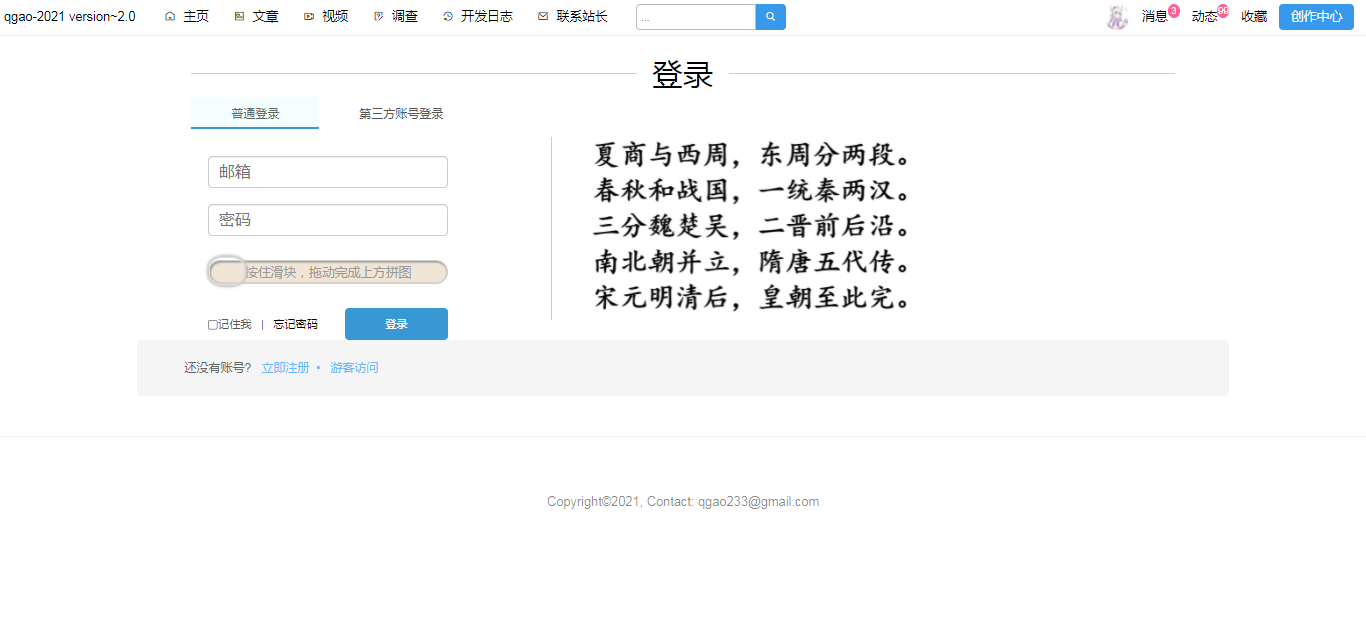 qgao-2021 version~2.0 主页 文章 视频 调查 开发日志 联系站长 ... 消息 3 动态 99 收藏 创作中心
登录
普通登录 第三方账号登录
邮箱
密码
按住滑块，拖动完成上方拼图
记住我 | 忘记密码 登录
夏商与西周，东周分两段。
春秋和战国，一统秦两汉。
三分魏楚吴，二晋前后沿。
南北朝并立，隋唐五代传。
宋元明清后，皇朝至此完。
还没有账号? 立即注册 • 游客访问
Copyright©2021, Contact: qgao233@gmail.com